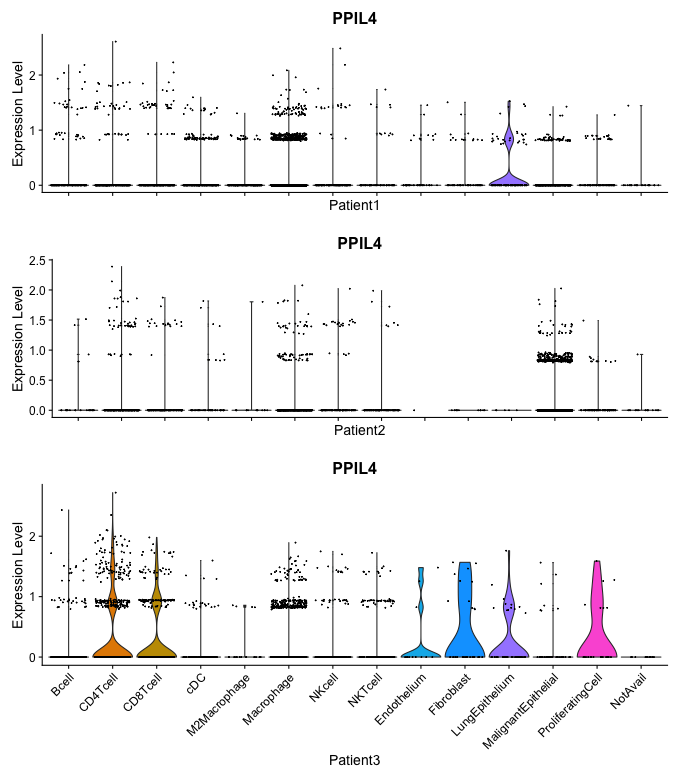 PPIL4
Expression Level
2
1
0
Patient1
PPIL4
Expression Level
2.5
2.0
1.5
1.0
0.5
0.0
Patient2
PPIL4
Expression Level
2
1
0
Bcell
CD4Tcell
CD8Tcell
cDC
M2Macrophage
Macrophage
NKcell
NKTcell
Endothelium
Fibroblast
LungEpithelium
MalignantEpithelial
ProliferatingCell
NotAvail
Patient3